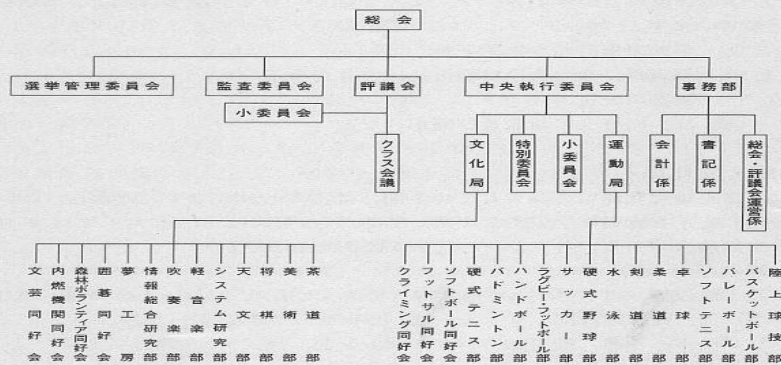 総会
選挙管理委員会
監査委員会
評議会
中央執行委員会
事務部
小委員会
クラス会議
文化局
特別委員会
小委員会
運動局
会計係
書記係
総会・評議会運営係
文芸同好会
内燃機関同好会
森林ボランティア同好会
囲碁同好会
夢工房
情報総合研究部
吹奏楽部
軽音楽部
システム研究部
天文部
将棋部
美術部
茶道部
クライミング同好会
フットサル同好会
ソフトボール同好会
硬式テニス部
バドミントン部
ハンドボール部
ラグビー・フットボール部
サッカー部
硬式野球部
水泳部
剣道部
柔道部
卓球部
ソフトテニス部
バレーボール部
バスケットボール部
陸上球技部